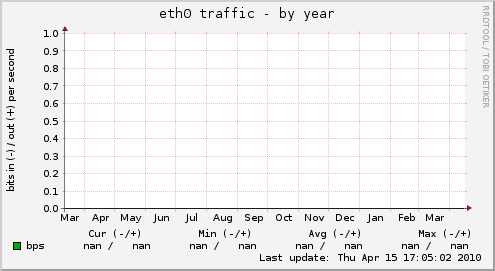 eth0 traffic - by year
RRDTOOL / TOBI OETIKER
bits in (-) / out (+) per second
1.0
0.9
0.8
0.7
0.6
0.5
0.4
0.3
0.2
0.1
0.0
Mar Apr May Jun Jul Aug Sep Oct Nov Dec Jan Feb Mar
Cur (-/+) Min (-/+) Avg (-/+) Max (-/+)
bps nan / nan nan / nan nan / nan nan / nan
Last update: Thu Apr 15 17:05:02 2010